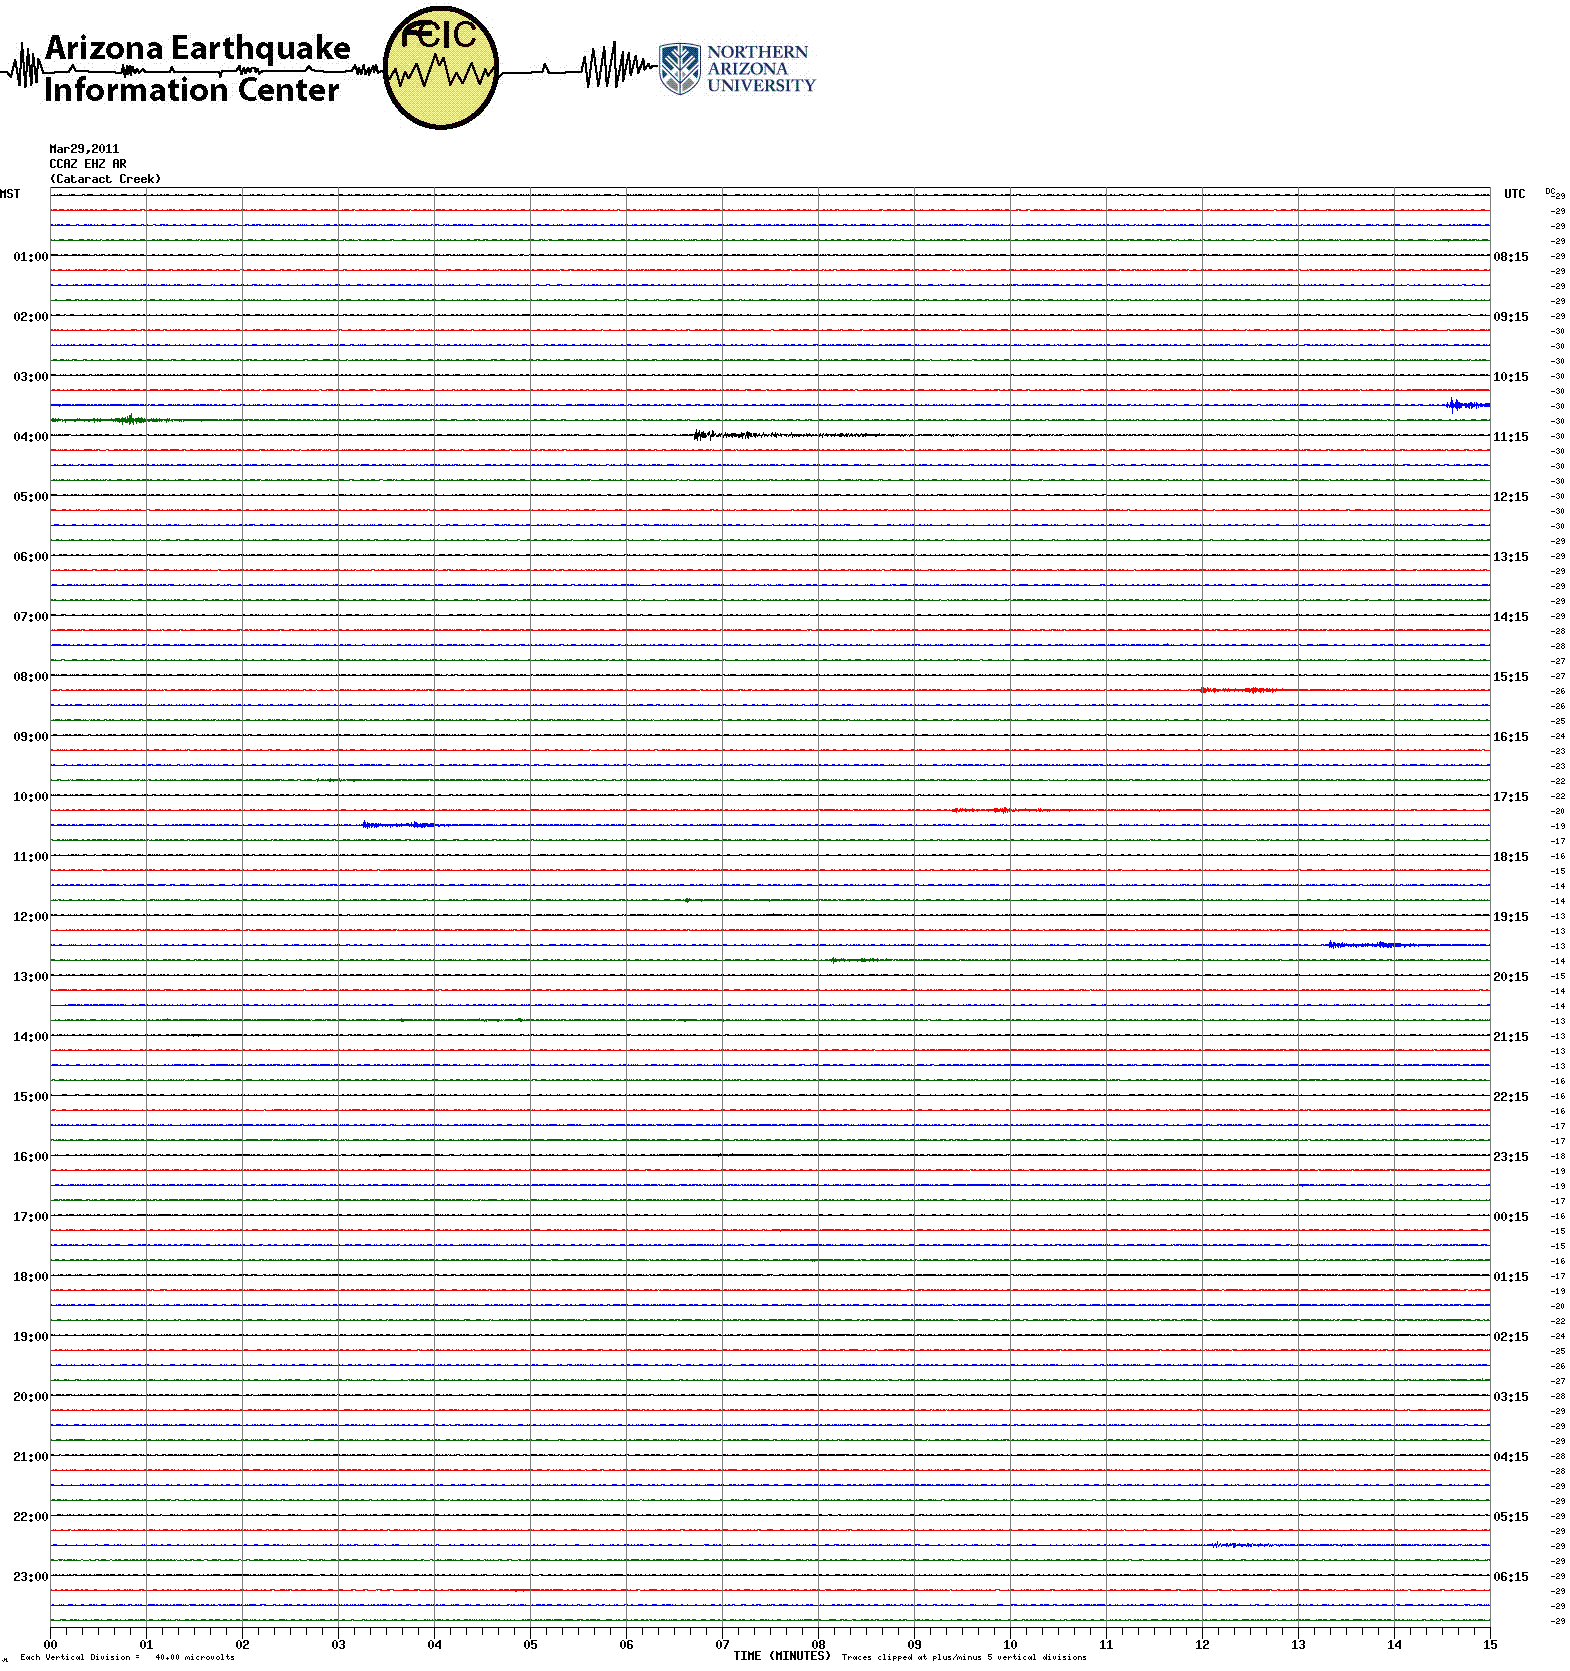 Arizona Earthquake
Information Center
ÆEIC
NORTHERN
ARIZONA
UNIVERSITY
Mar29,2011
CCAZ EHZ AR
(Cataract Creek)
MST UTC DC
-29
-29
-29
-29
01:00 08:15 -29
-29
-29
-29
02:00 09:15 -29
-30
-30
-30
03:00 10:15 -30
-30
-30
-30
04:00 11:15 -30
-30
-30
-30
05:00 12:15 -30
-30
-30
-29
06:00 13:15 -29
-29
-29
-29
07:00 14:15 -29
-28
-28
-27
08:00 15:15 -27
-26
-26
-25
09:00 16:15 -24
-23
-23
-22
10:00 17:15 -22
-20
-19
-17
11:00 18:15 -16
-15
-14
-14
12:00 19:15 -13
-13
-13
-14
13:00 20:15 -15
-14
-14
-13
14:00 21:15 -13
-13
-13
-16
15:00 22:15 -16
-16
-17
-17
16:00 23:15 -18
-19
-19
-17
17:00 00:15 -16
-15
-15
-16
18:00 01:15 -17
-19
-20
-22
19:00 02:15 -24
-25
-26
-27
20:00 03:15 -28
-29
-29
-29
21:00 04:15 -28
-28
-29
-29
22:00 05:15 -29
-29
-29
-29
23:00 06:15 -29
-29
-29
-29
00 01 02 03 04 05 06 07 08 09 10 11 12 13 14 15
Each Vertical Division = 40.00 microvolts TIME (MINUTES) Traces clipped at plus/minus 5 vertical divisions